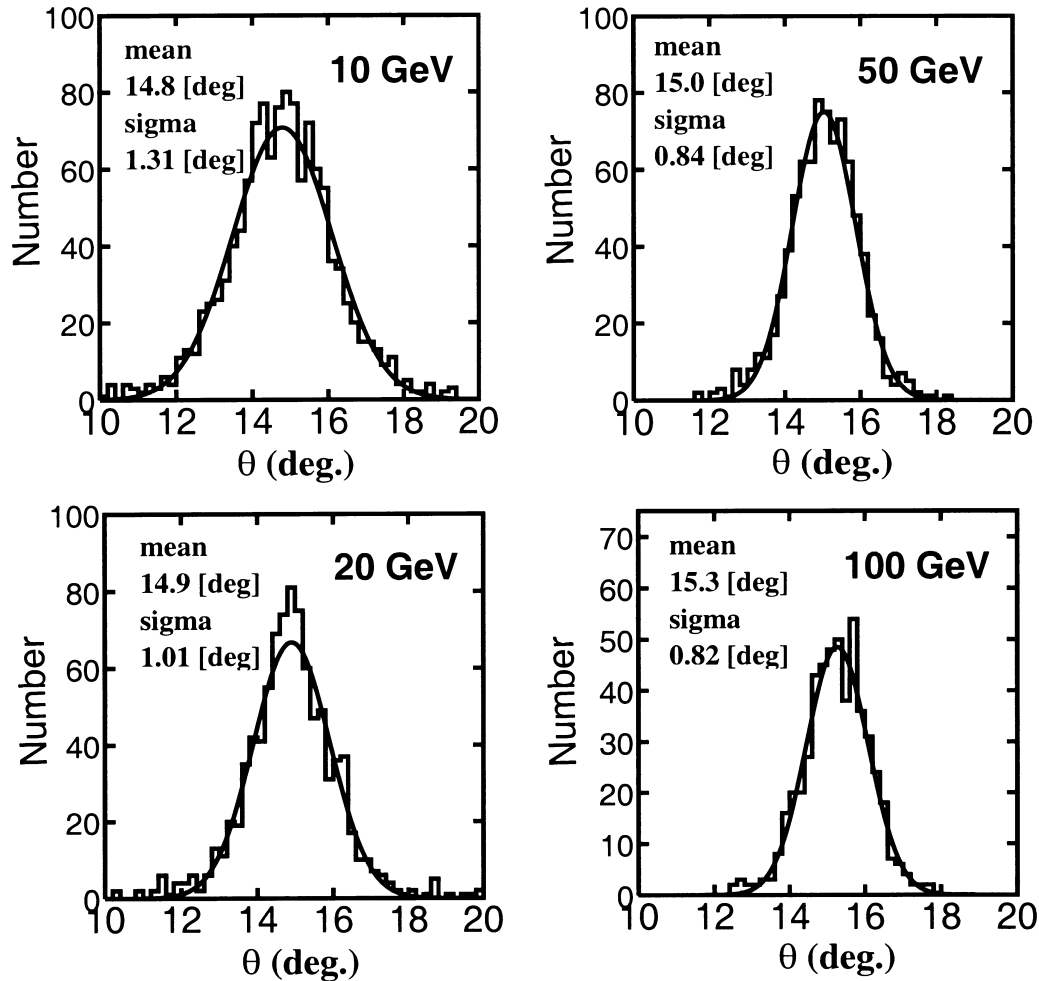 100
80
60
40
20
0
Number
mean
14.8 [deg]
sigma
1.31 [deg]
10 GeV
10 12 14 16 18 20
θ (deg.)
100
80
60
40
20
0
Number
mean
15.0 [deg]
sigma
0.84 [deg]
50 GeV
10 12 14 16 18 20
θ (deg.)
100
80
60
40
20
0
Number
mean
14.9 [deg]
sigma
1.01 [deg]
20 GeV
10 12 14 16 18 20
θ (deg.)
70
60
50
40
30
20
10
0
Number
mean
15.3 [deg]
sigma
0.82 [deg]
100 GeV
10 12 14 16 18 20
θ (deg.)